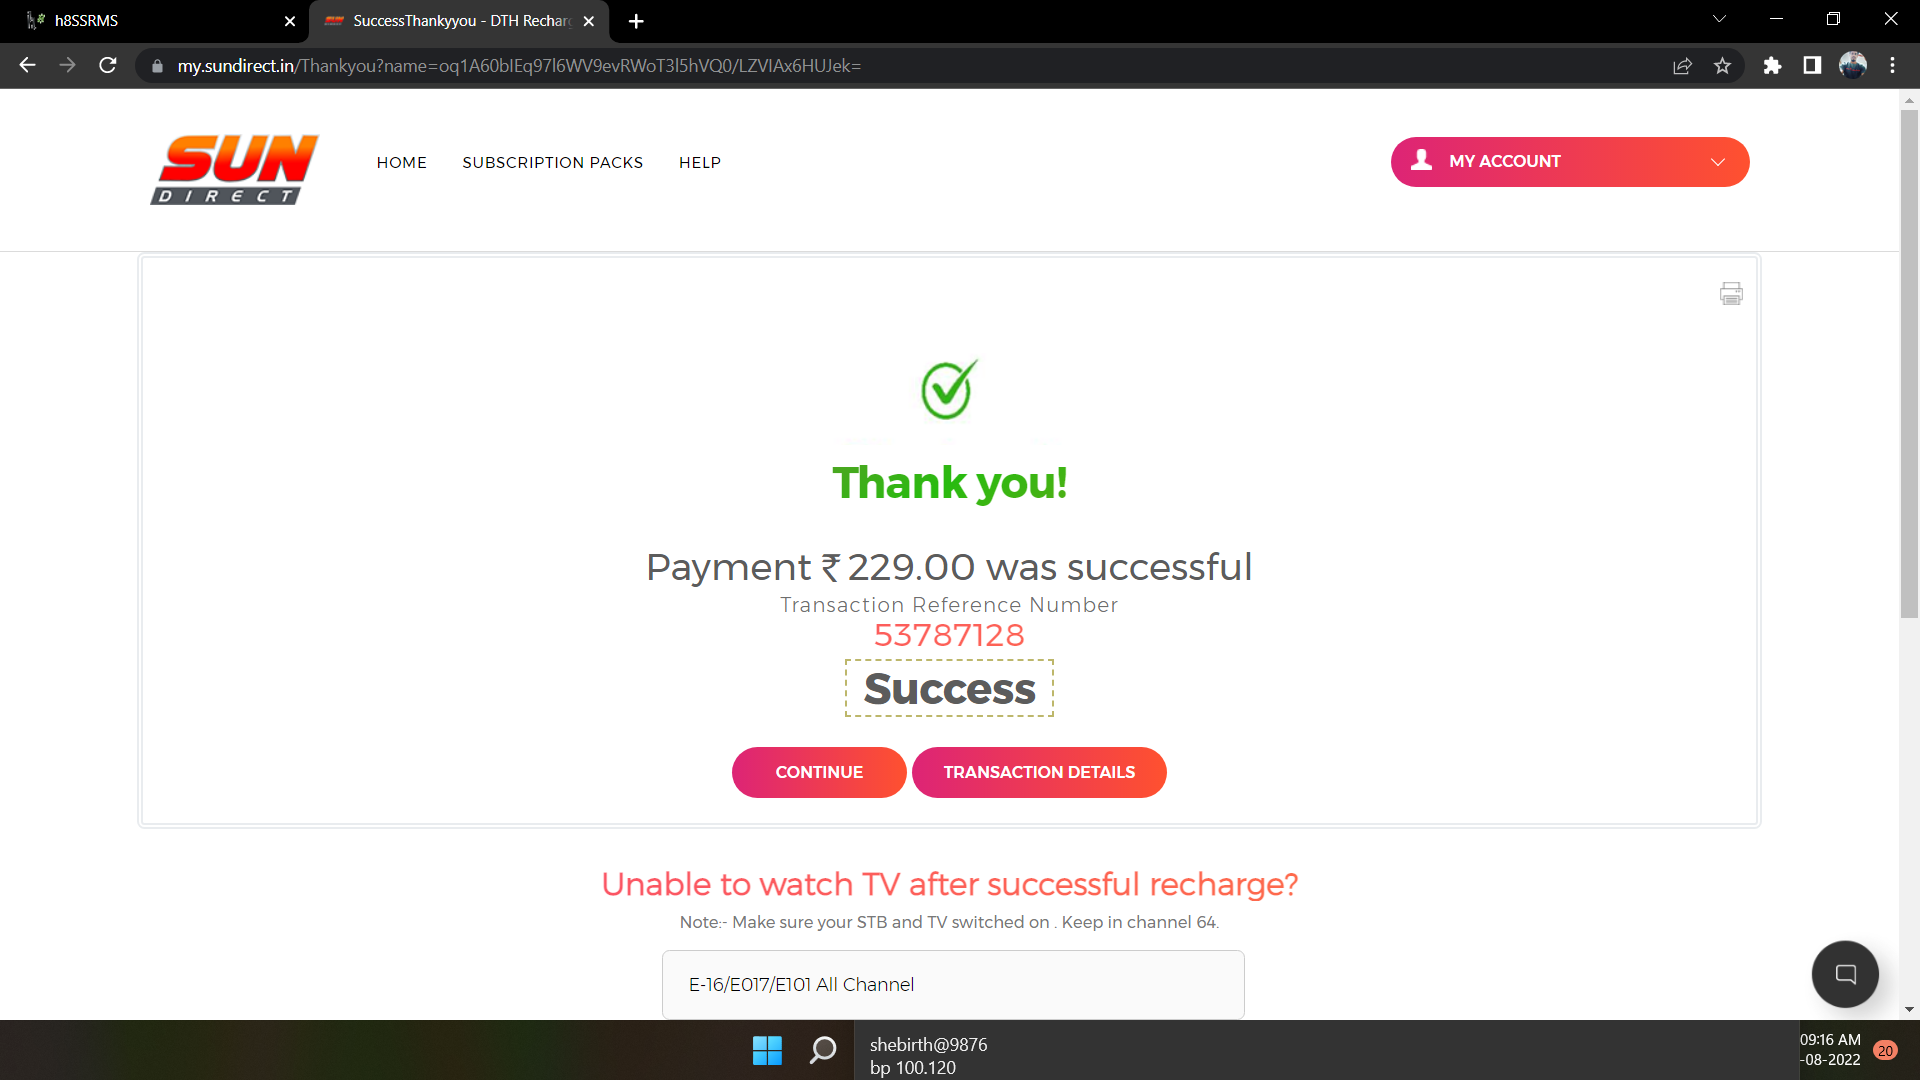 h8SSRMS
SuccessThankyyou - DTH Recharg
my.sundirect.in/Thankyou?name=oq1A60bIEq97l6WV9evRWoT3l5hVQ0/LZVIAx6HUJek=
SUN
DIRECT
HOME
SUBSCRIPTION PACKS
HELP
MY ACCOUNT
Thank you!
Payment ₹ 229.00 was successful
Transaction Reference Number
53787128
Success
CONTINUE
TRANSACTION DETAILS
Unable to watch TV after successful recharge?
Note:- Make sure your STB and TV switched on . Keep in channel 64.
E-16/E017/E101 All Channel
shebirth@9876
bp 100.120
09:16 AM
-08-2022
20